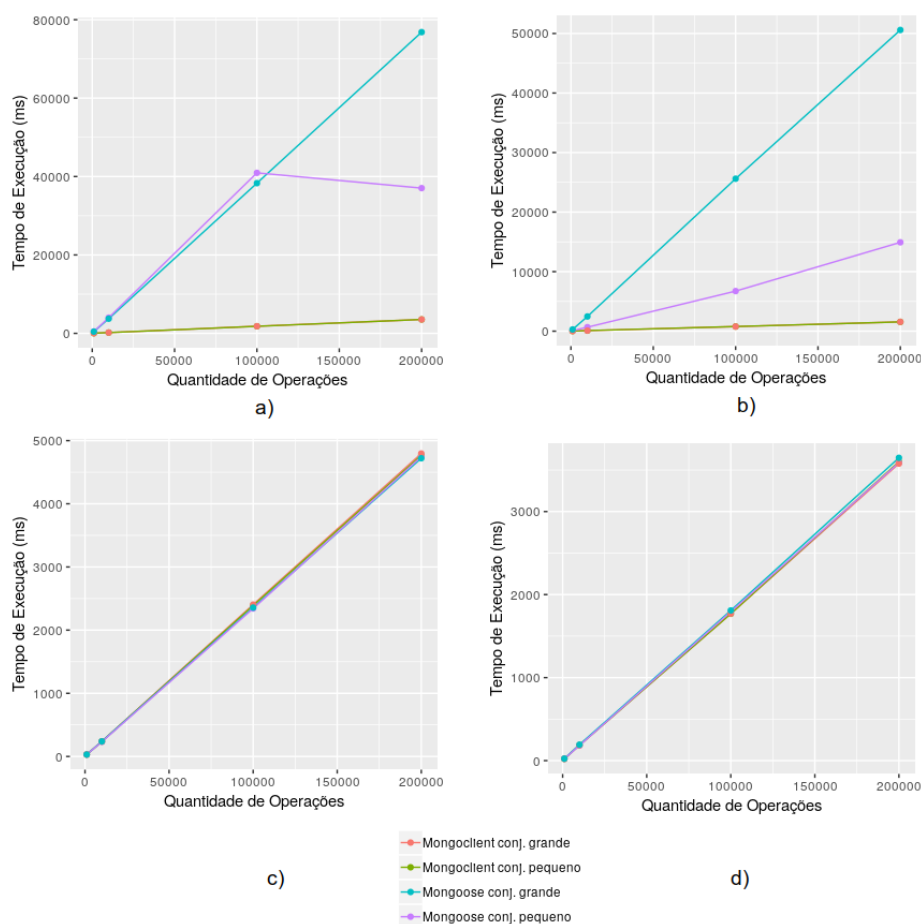 80000
60000
40000
20000
0
Tempo de Execução (ms)
0
50000
100000
150000
200000
Quantidade de Operações
a)
50000
40000
30000
20000
10000
0
Tempo de Execução (ms)
0
50000
100000
150000
200000
Quantidade de Operações
b)
5000
4000
3000
2000
1000
0
Tempo de Execução (ms)
0
50000
100000
150000
200000
Quantidade de Operações
c)
3000
2000
1000
0
Tempo de Execução (ms)
0
50000
100000
150000
200000
Quantidade de Operações
d)
Mongoclient conj. grande
Mongoclient conj. pequeno
Mongoose conj. grande
Mongoose conj. pequeno